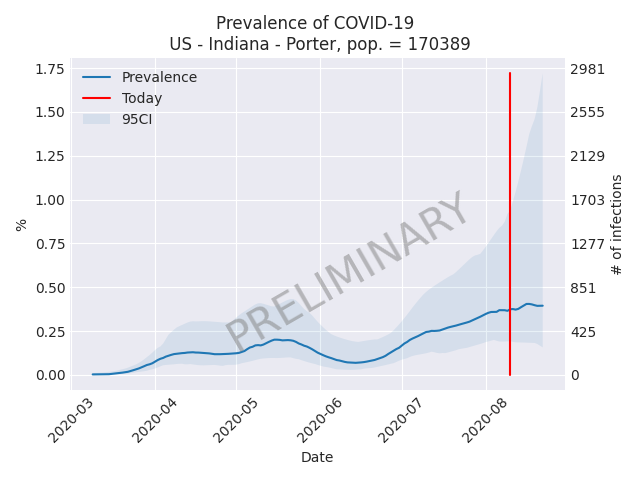 Prevalence of COVID-19
US - Indiana - Porter, pop. = 170389
1.75
1.50
1.25
1.00
0.75
0.50
0.25
0.00
%
Prevalence
Today
95CI
PRELIMINARY
2981
2555
2129
1703
1277
851
425
0
# of infections
2020-03
2020-04
2020-05
2020-06
2020-07
2020-08
Date